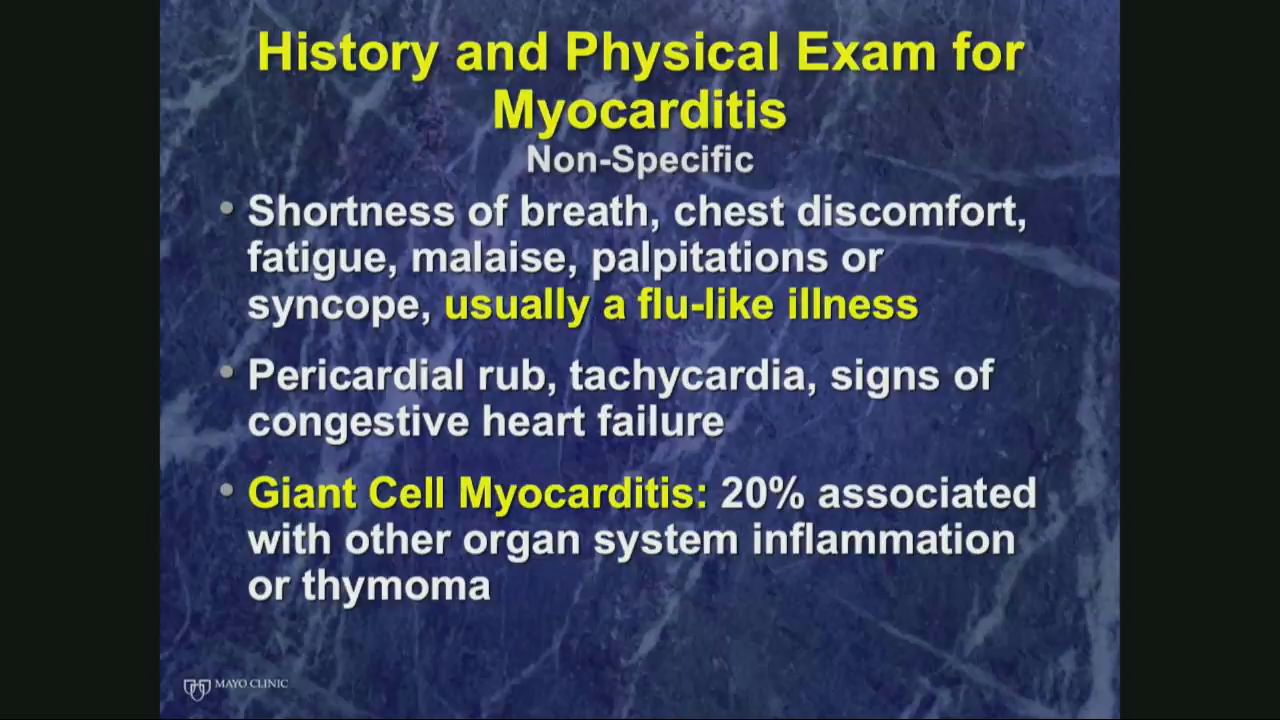 History and Physical Exam for
Myocarditis
Non-Specific
• Shortness of breath, chest discomfort,
fatigue, malaise, palpitations or
syncope, usually a flu-like illness
• Pericardial rub, tachycardia, signs of
congestive heart failure
• Giant Cell Myocarditis: 20% associated
with other organ system inflammation
or thymoma
MAYO CLINIC